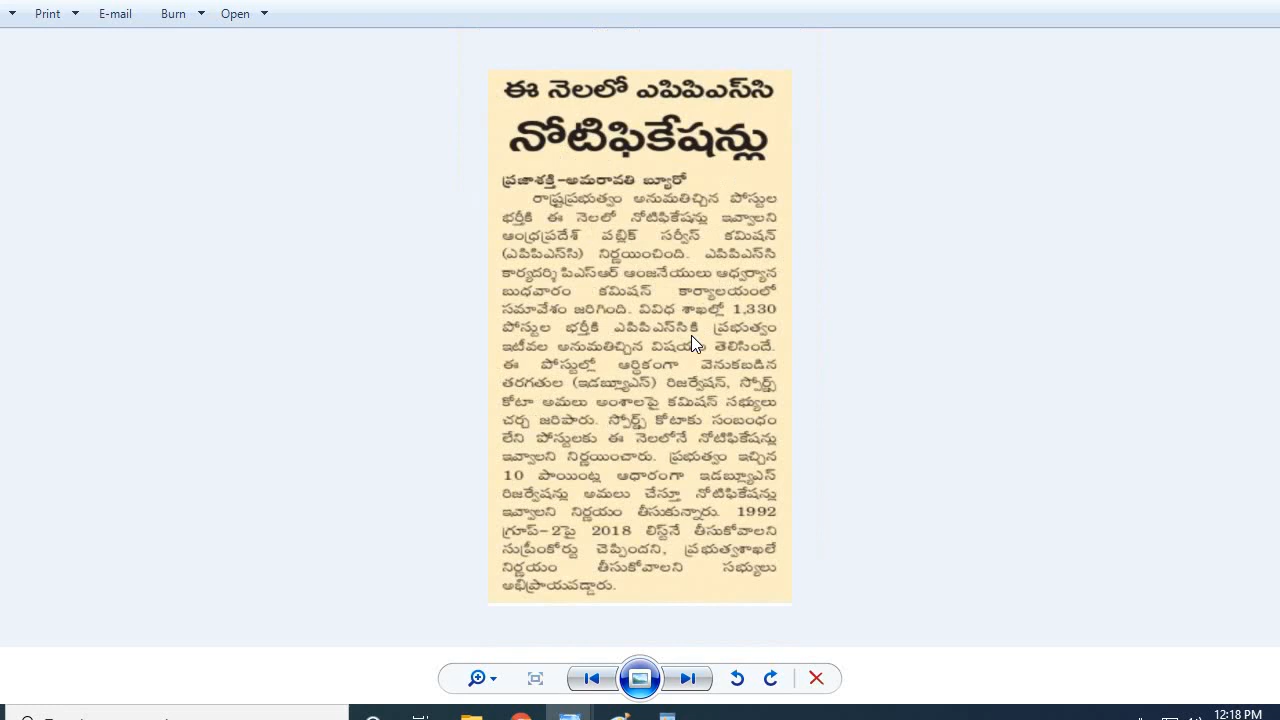 Print E-mail Burn Open
ఈ నెలలో ఎపిపిఎస్‌సి
నోటిఫికేషన్లు
ప్రజాశక్తి-అమరావతి బ్యూరో
రాష్ట్రప్రభుత్వం అనుమతిచ్చిన పోస్టుల
భర్తీకి ఈ నెలలో నోటిఫికేషన్లు ఇవ్వాలని
ఆంధ్రప్రదేశ్ పబ్లిక్ సర్వీస్ కమిషన్
(ఎపిపిఎస్‌సి) నిర్ణయించింది. ఎపిపిఎస్‌సి
కార్యదర్శి పిఎస్ఆర్ ఆంజనేయులు ఆధ్వర్యాన
బుధవారం కమిషన్ కార్యాలయంలో
సమావేశం జరిగింది. వివిధ శాఖల్లో 1,330
పోస్టుల భర్తీకి ఎపిపిఎస్‌సికి ప్రభుత్వం
ఇటీవల అనుమతిచ్చిన విషయం తెలిసిందే.
ఈ పోస్టుల్లో ఆర్థికంగా వెనుకబడిన
తరగతుల (ఇడబ్ల్యూఎస్) రిజర్వేషన్, స్పోర్ట్స్
కోటా అమలు అంశాలపై కమిషన్ సభ్యులు
చర్చ జరిపారు. స్పోర్ట్స్ కోటాకు సంబంధం
లేని పోస్టులకు ఈ నెలలోనే నోటిఫికేషన్లు
ఇవ్వాలని నిర్ణయించారు. ప్రభుత్వం ఇచ్చిన
10 పాయింట్ల ఆధారంగా ఇడబ్ల్యూఎస్
రిజర్వేషన్లు అమలు చేస్తూ నోటిఫికేషన్లు
ఇవ్వాలని నిర్ణయం తీసుకున్నారు. 1992
గ్రూప్-2పై 2018 లిస్ట్‌నే తీసుకోవాలని
సుప్రీంకోర్టు చెప్పిందని, ప్రభుత్వశాఖలే
నిర్ణయం తీసుకోవాలని సభ్యులు
అభిప్రాయపడ్డారు.
12:18 PM